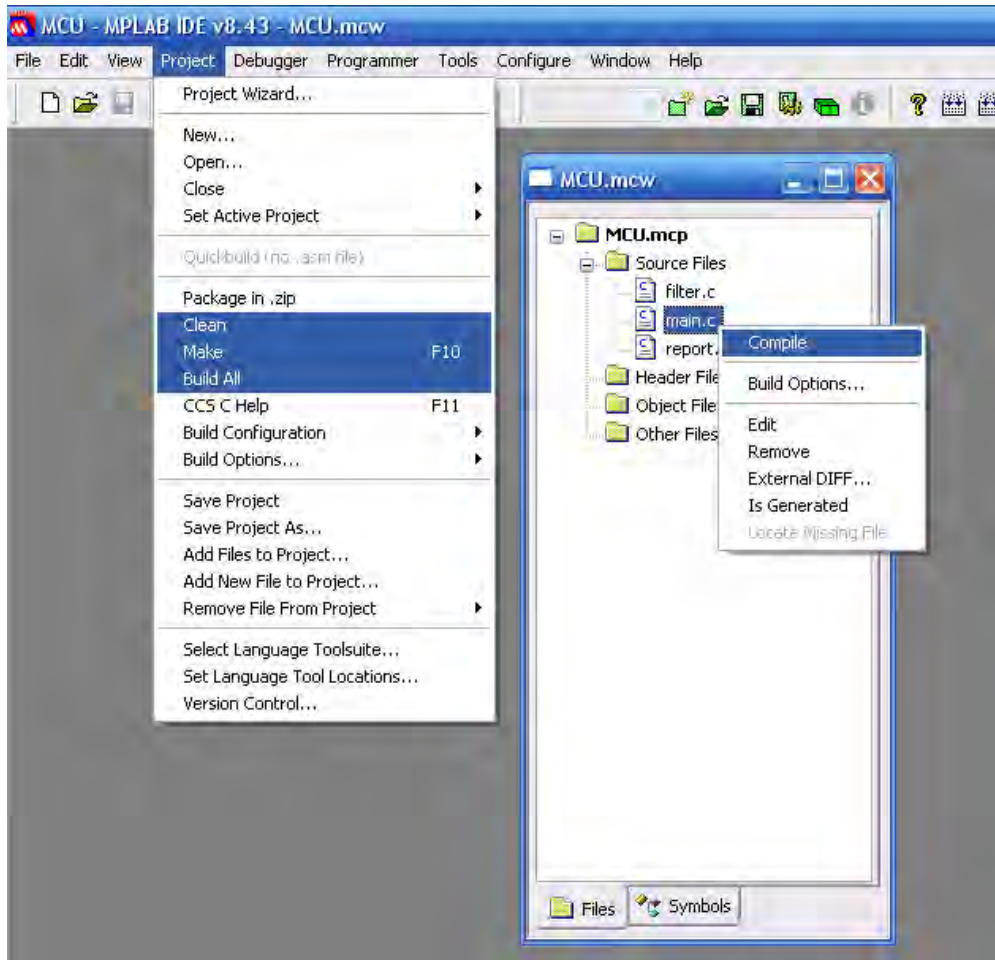 MCU - MPLAB IDE v8.43 - MCU.mcw
File Edit View Project Debugger Programmer Tools Configure Window Help
Project Wizard...
New...
Open...
Close
Set Active Project
Quickbuild (no .asm file)
Package in .zip
Clean
Make F10
Build All
CCS C Help F11
Build Configuration
Build Options...
Save Project
Save Project As...
Add Files to Project...
Add New File to Project...
Remove File From Project
Select Language Toolsuite...
Set Language Tool Locations...
Version Control...
MCU.mcw
MCU.mcp
Source Files
filter.c
main.c
report.
Header File
Object File
Other Files
Compile
Build Options...
Edit
Remove
External DIFF...
Is Generated
Locate Missing File
Files Symbols